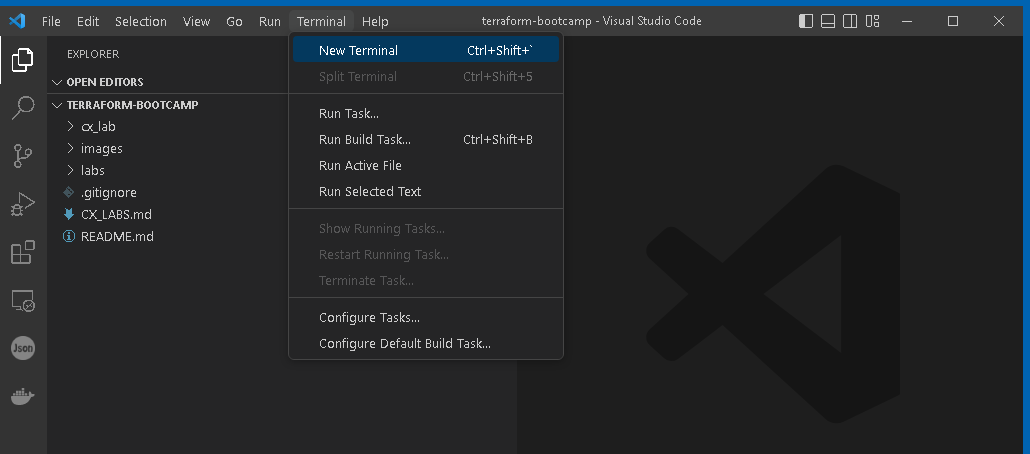 File Edit Selection View Go Run Terminal Help terraform-bootcamp - Visual Studio Code
EXPLORER
OPEN EDITORS
TERRAFORM-BOOTCAMP
cx_lab
images
labs
.gitignore
CX_LABS.md
README.md
New Terminal Ctrl+Shift+`
Split Terminal Ctrl+Shift+5
Run Task...
Run Build Task... Ctrl+Shift+B
Run Active File
Run Selected Text
Show Running Tasks...
Restart Running Task...
Terminate Task...
Configure Tasks...
Configure Default Build Task...
Json